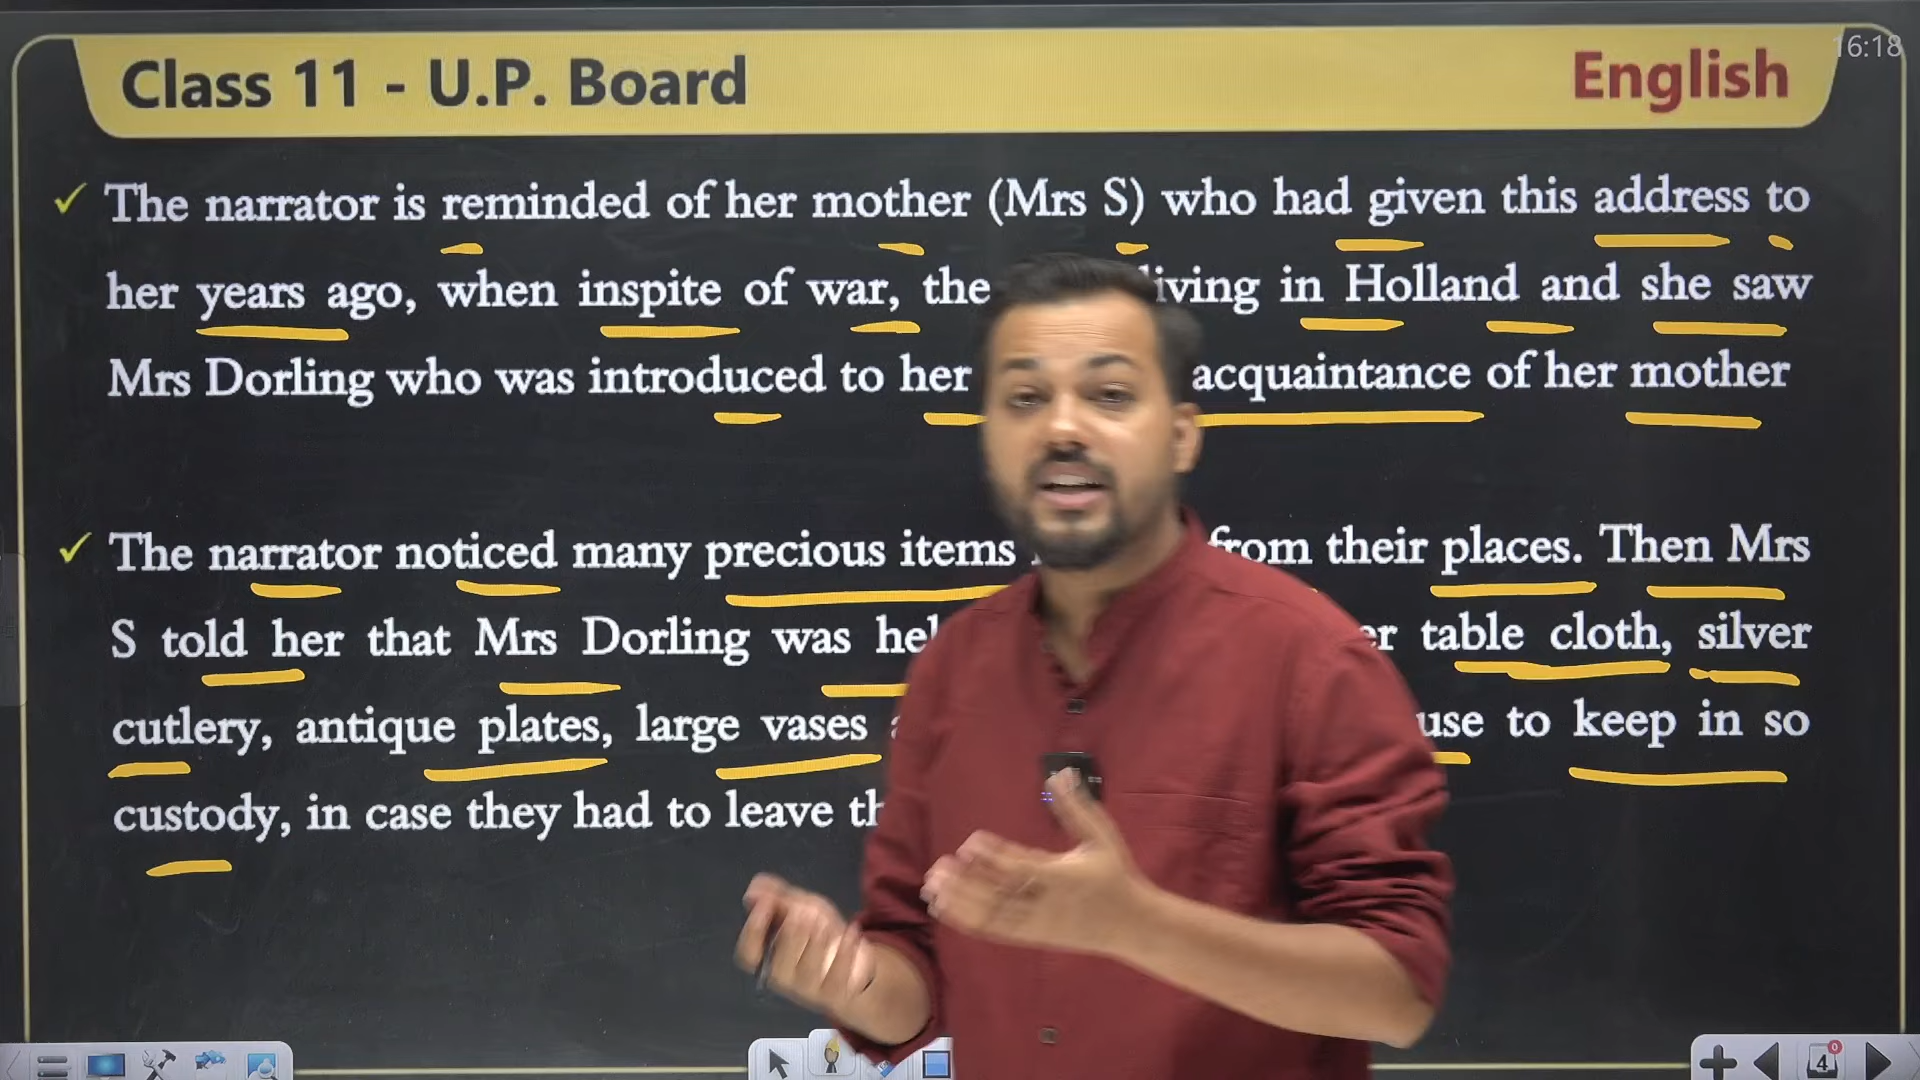 Class 11 - U.P. Board
English
16:18
✓ The narrator is reminded of her mother (Mrs S) who had given this address to
her years ago, when inspite of war, the living in Holland and she saw
Mrs Dorling who was introduced to her acquaintance of her mother
✓ The narrator noticed many precious items from their places. Then Mrs
S told her that Mrs Dorling was table cloth, silver
cutlery, antique plates, large vases to keep in so
custody, in case they had to leave
4
0